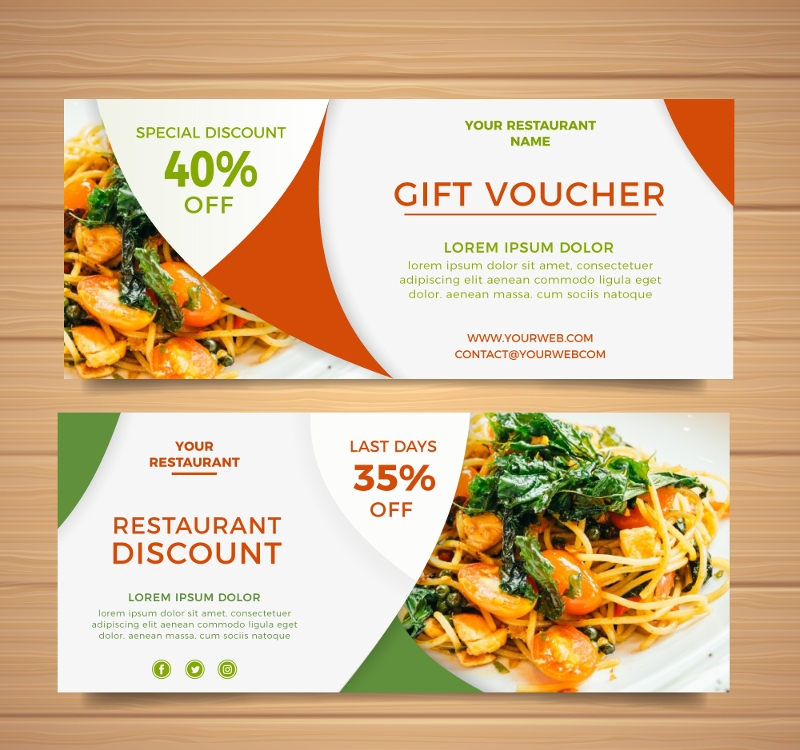 SPECIAL DISCOUNT
40%
OFF
YOUR RESTAURANT
NAME
GIFT VOUCHER
LOREM IPSUM DOLOR
lorem ipsum dolor sit amet, consectetuer
adipiscing elit aenean commodo ligula eget
dolor. aenean massa. cum sociis natoque
WWW.YOURWEB.COM
CONTACT@YOURWEBCOM
YOUR
RESTAURANT
RESTAURANT
DISCOUNT
LOREM IPSUM DOLOR
lorem ipsum dolor sit amet, consectetuer
adipiscing elit aenean commodo ligula eget
dolor. aenean massa. cum sociis natoque
LAST DAYS
35%
OFF